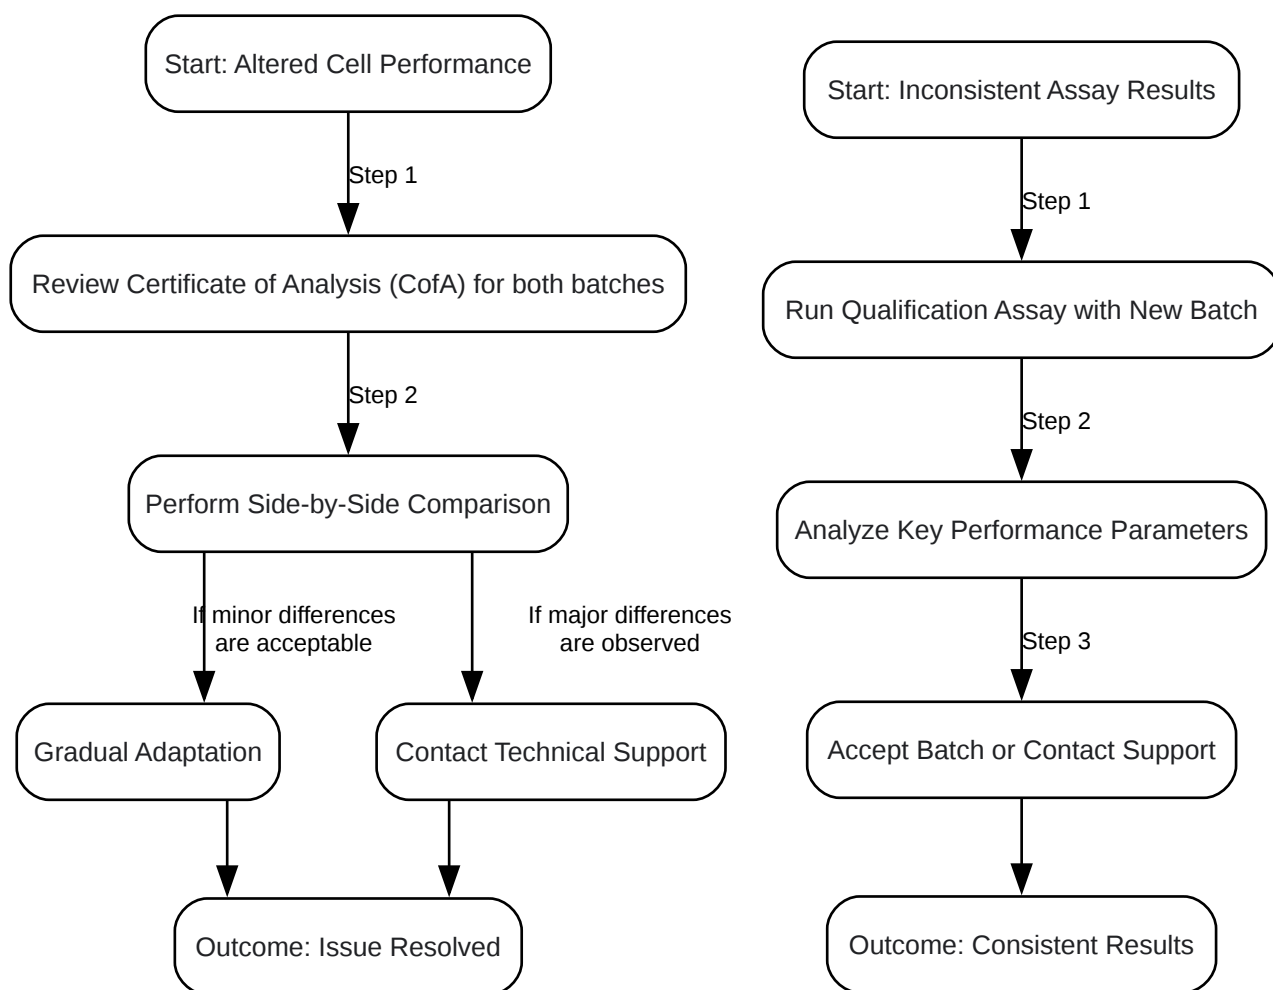 Start: Altered Cell Performance
Step 1
Review Certificate of Analysis (CofA) for both batches
Step 2
Perform Side-by-Side Comparison
If minor differences
are acceptable
If major differences
are observed
Gradual Adaptation
Contact Technical Support
Outcome: Issue Resolved
Start: Inconsistent Assay Results
Step 1
Run Qualification Assay with New Batch
Step 2
Analyze Key Performance Parameters
Step 3
Accept Batch or Contact Support
Outcome: Consistent Results